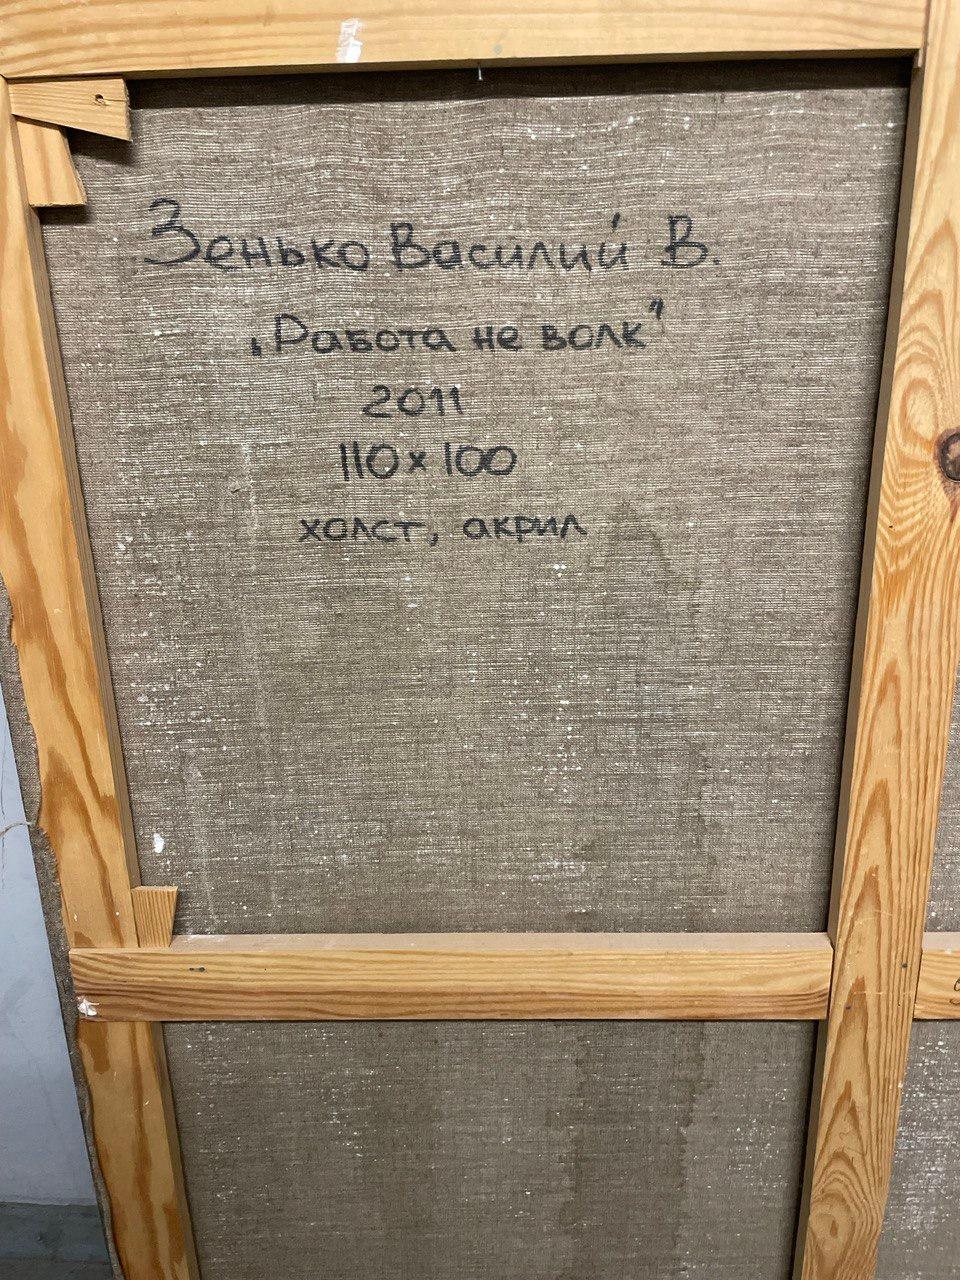 Зенько Василий В.
„Работа не волк"
2011
110 × 100
холст, акрил